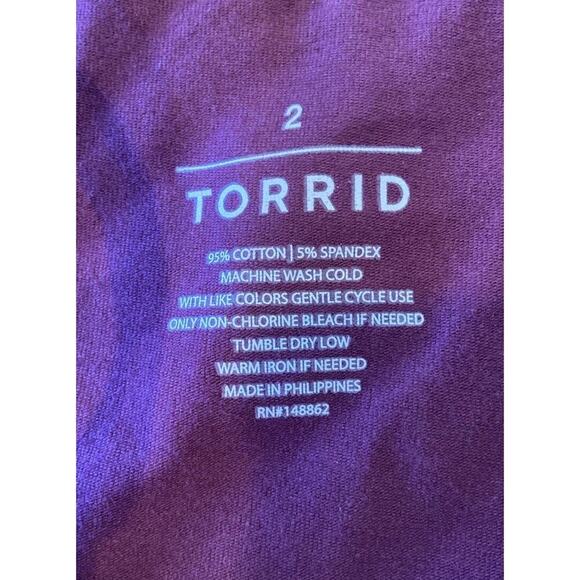 2
TORRID
95% COTTON | 5% SPANDEX
MACHINE WASH COLD
WITH LIKE COLORS GENTLE CYCLE USE
ONLY NON-CHLORINE BLEACH IF NEEDED
TUMBLE DRY LOW
WARM IRON IF NEEDED
MADE IN PHILIPPINES
RN#148862